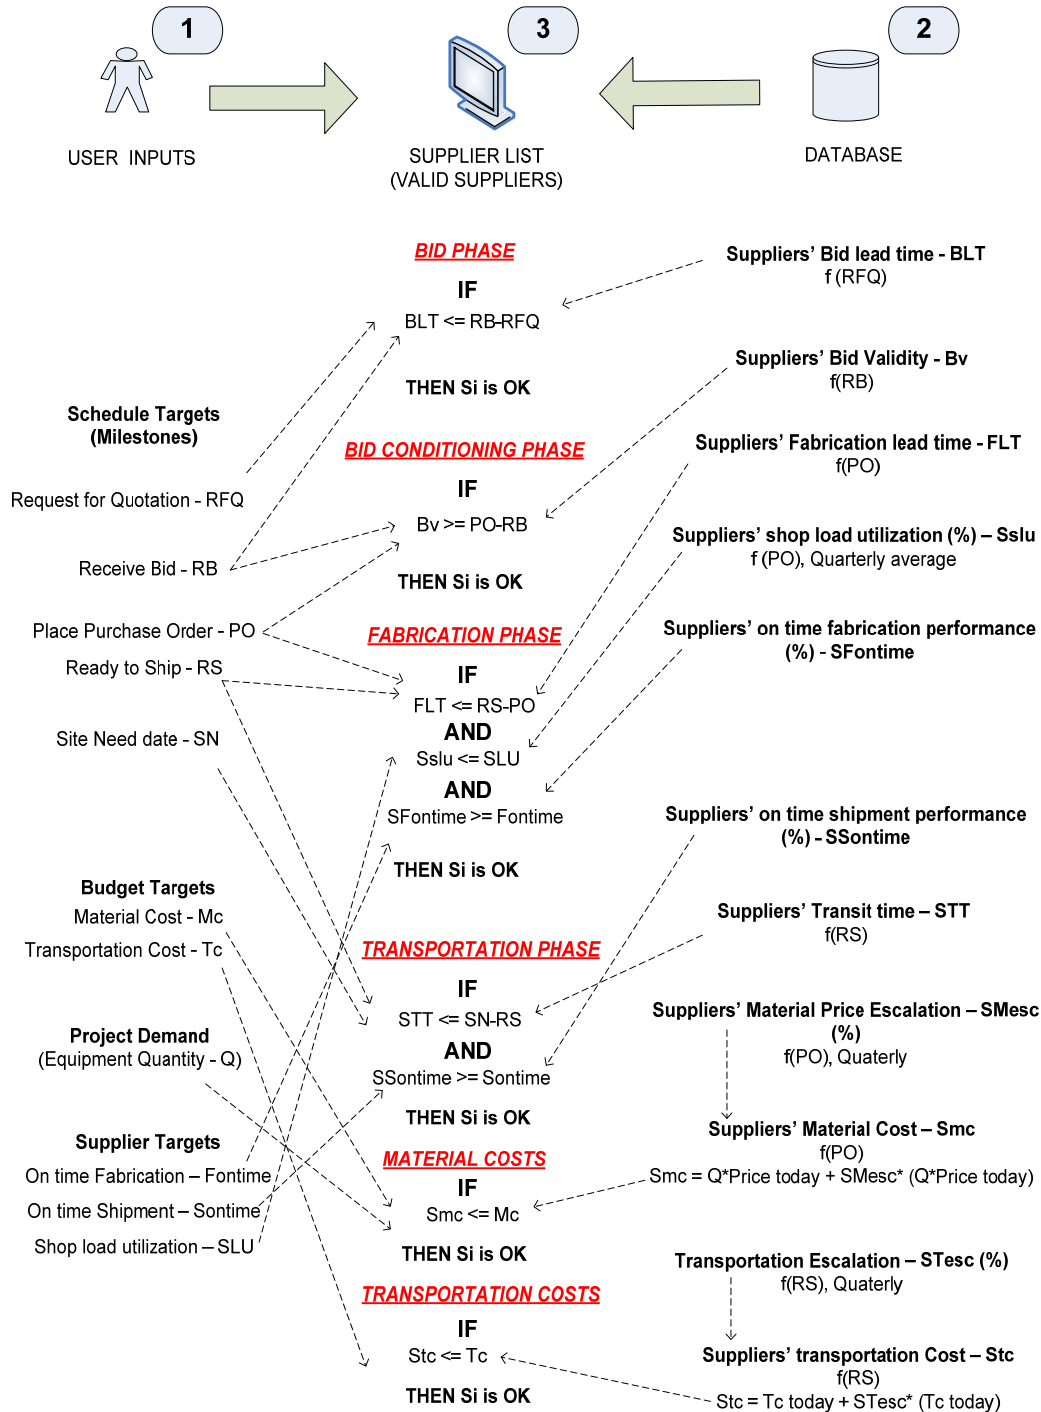 1
3
2
USER INPUTS
SUPPLIER LIST
(VALID SUPPLIERS)
DATABASE
BID PHASE
IF
BLT <= RB-RFQ
THEN Si is OK
BID CONDITIONING PHASE
IF
Bv >= PO-RB
THEN Si is OK
FABRICATION PHASE
IF
FLT <= RS-PO
AND
Sslu <= SLU
AND
SFontime >= Fontime
THEN Si is OK
TRANSPORTATION PHASE
IF
STT <= SN-RS
AND
SSontime >= Sontime
THEN Si is OK
MATERIAL COSTS
IF
Smc <= Mc
THEN Si is OK
TRANSPORTATION COSTS
IF
Stc <= Tc
THEN Si is OK
Schedule Targets
(Milestones)
Request for Quotation - RFQ
Receive Bid - RB
Place Purchase Order - PO
Ready to Ship - RS
Site Need date - SN
Budget Targets
Material Cost - Mc
Transportation Cost - Tc
Project Demand
(Equipment Quantity - Q)
Supplier Targets
On time Fabrication – Fontime
On time Shipment – Sontime
Shop load utilization – SLU
Suppliers' Bid lead time - BLT
f (RFQ)
Suppliers' Bid Validity - Bv
f(RB)
Suppliers' Fabrication lead time - FLT
f(PO)
Suppliers' shop load utilization (%) – Sslu
f (PO), Quarterly average
Suppliers' on time fabrication performance
(%) - SFontime
Suppliers' on time shipment performance
(%) - SSontime
Suppliers' Transit time – STT
f(RS)
Suppliers' Material Price Escalation – SMesc
(%)
f(PO), Quaterly
Suppliers' Material Cost – Smc
f(PO)
Smc = Q*Price today + SMesc* (Q*Price today)
Transportation Escalation – STesc (%)
f(RS), Quaterly
Suppliers' transportation Cost – Stc
f(RS)
Stc = Tc today + STesc* (Tc today)